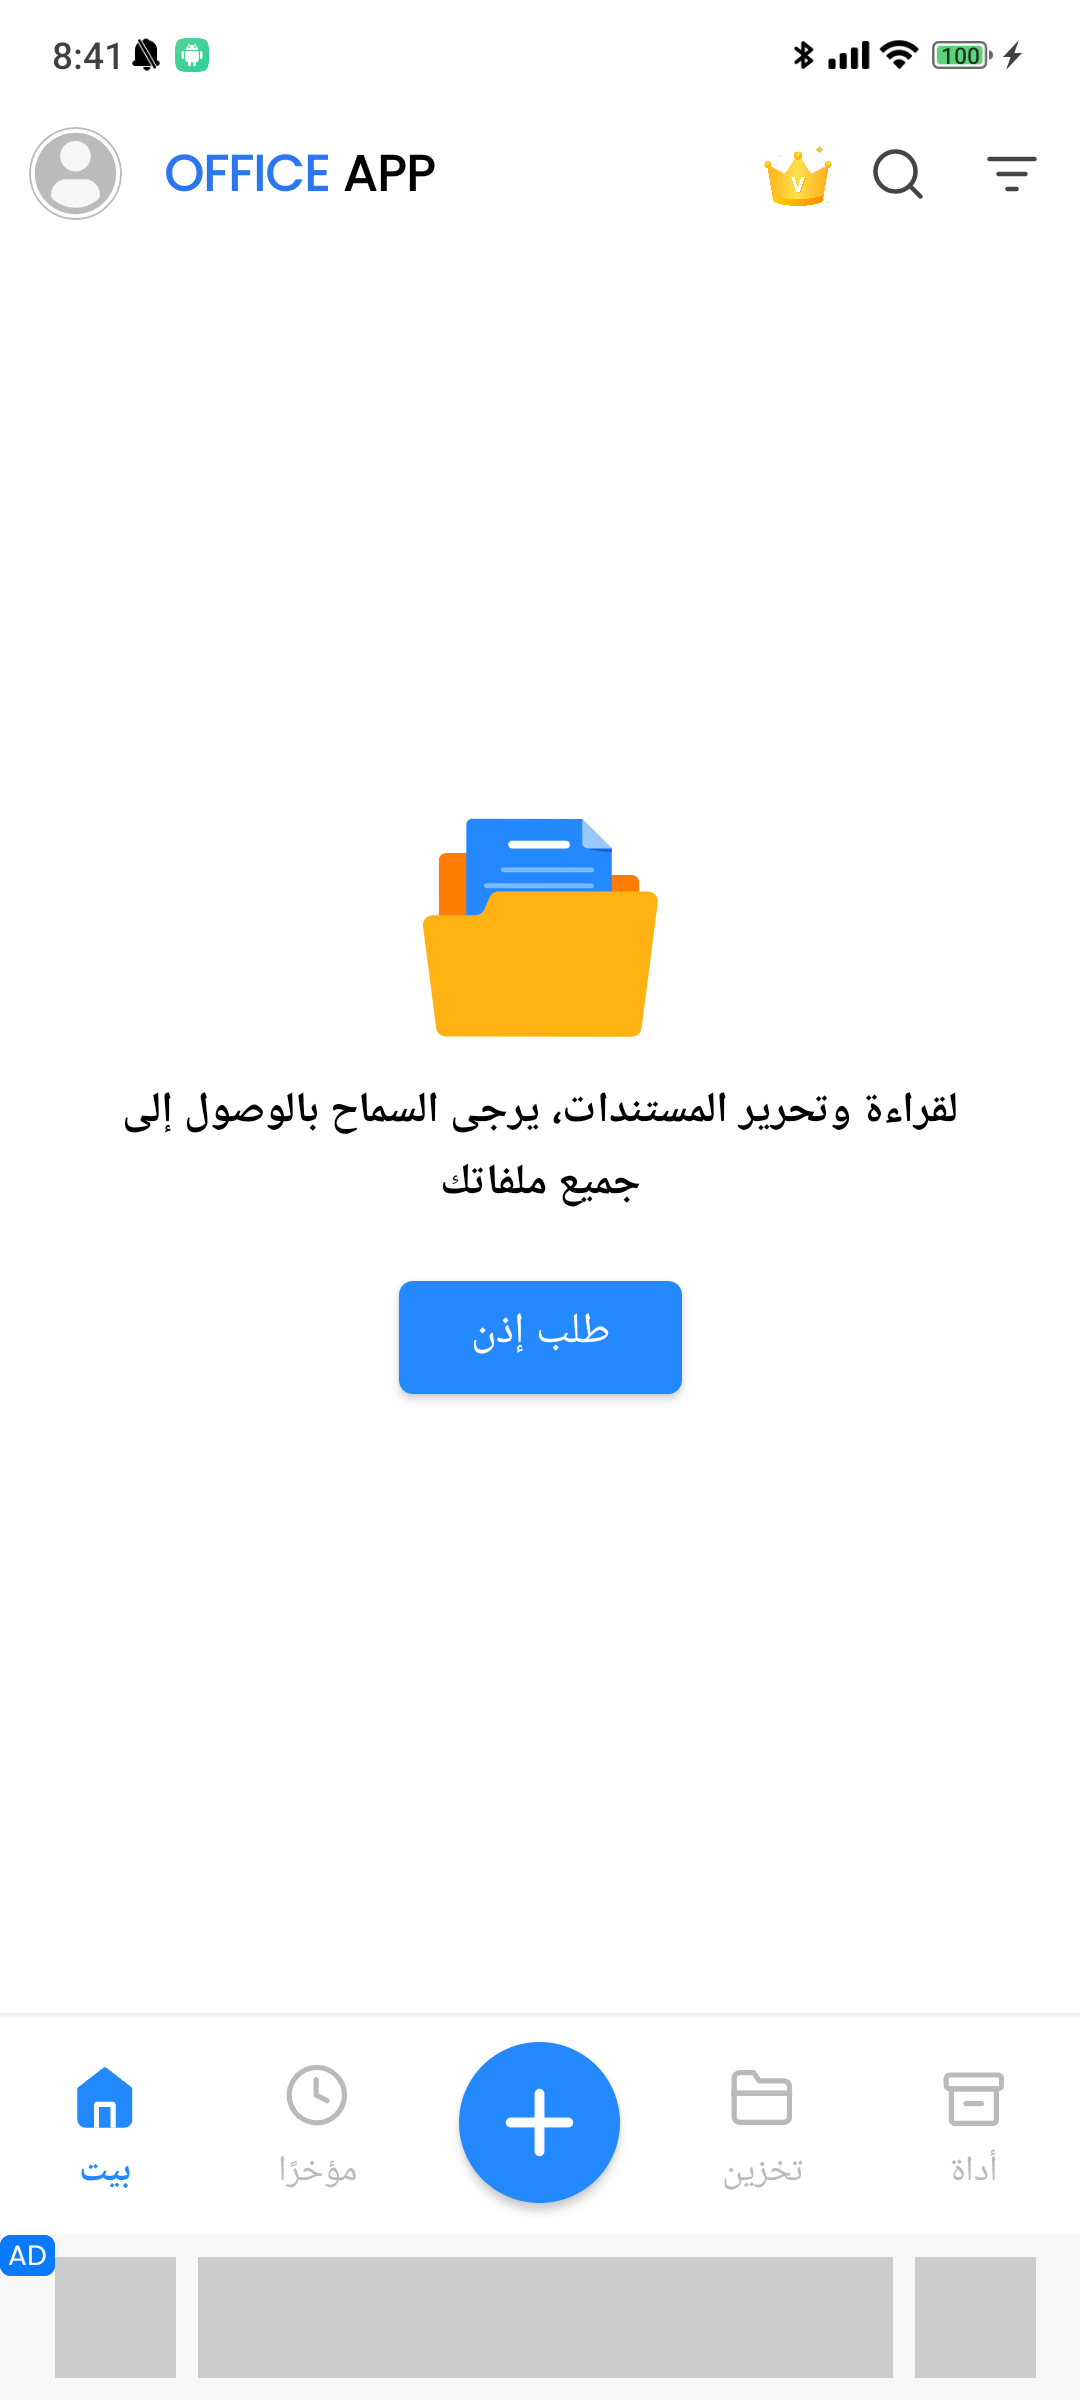 8:41
100
OFFICE APP
V
لقراءة وتحرير المستندات، يرجى السماح بالوصول إلى
جميع ملفاتك
طلب إذن
بيت
مؤخرًا
تخزين
أداة
AD